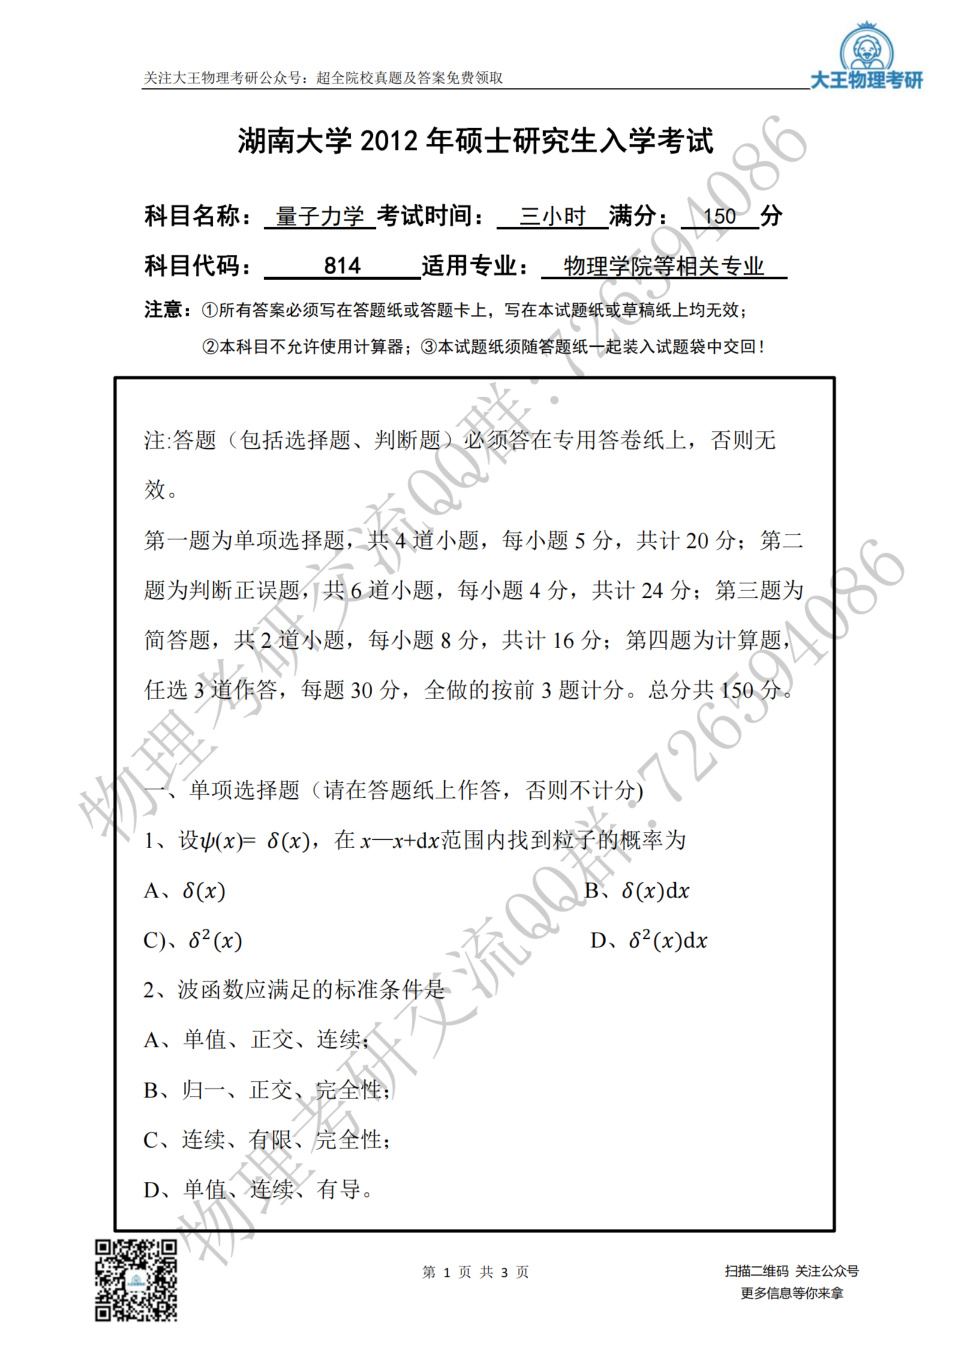 关注大王物理考研公众号：超全院校真题及答案免费领取
大王物理考研
湖南大学 2012 年硕士研究生入学考试
科目名称： 量子力学 考试时间： 三小时 满分： 150 分
科目代码： 814 适用专业： 物理学院等相关专业
注意：①所有答案必须写在答题纸或答题卡上，写在本试题纸或草稿纸上均无效；
②本科目不允许使用计算器；③本试题纸须随答题纸一起装入试题袋中交回！
注:答题（包括选择题、判断题）必须答在专用答卷纸上，否则无
效。
第一题为单项选择题，共 4 道小题，每小题 5 分，共计 20 分；第二
题为判断正误题，共 6 道小题，每小题 4 分，共计 24 分；第三题为
简答题，共 2 道小题，每小题 8 分，共计 16 分；第四题为计算题，
任选 3 道作答，每题 30 分，全做的按前 3 题计分。总分共 150 分。
一、单项选择题（请在答题纸上作答，否则不计分)
1、设ψ(x)= δ(x)，在 x—x+dx范围内找到粒子的概率为
A、δ(x) B、δ(x)dx
C)、δ²(x) D、δ²(x)dx
2、波函数应满足的标准条件是
A、单值、正交、连续；
B、归一、正交、完全性；
C、连续、有限、完全性；
D、单值、连续、有导。
物理考研交流QQ群：726594086
物理考研交流QQ群：726594086
第 1 页 共 3 页
扫描二维码 关注公众号
更多信息等你来拿